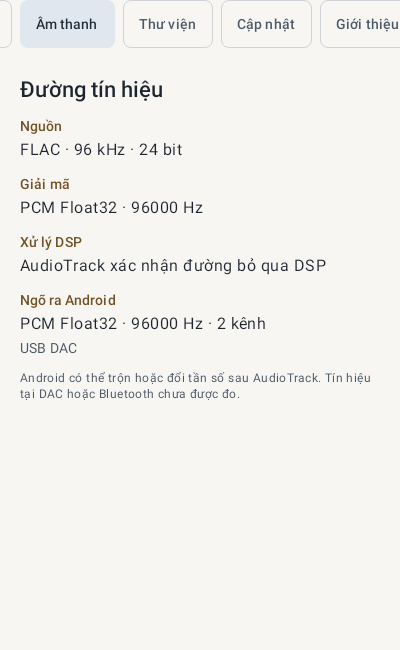 Âm thanh
Thư viện
Cập nhật
Giới thiệu
Đường tín hiệu
Nguồn
FLAC · 96 kHz · 24 bit
Giải mã
PCM Float32 · 96000 Hz
Xử lý DSP
AudioTrack xác nhận đường bỏ qua DSP
Ngõ ra Android
PCM Float32 · 96000 Hz · 2 kênh
USB DAC
Android có thể trộn hoặc đổi tần số sau AudioTrack. Tín hiệu
tại DAC hoặc Bluetooth chưa được đo.